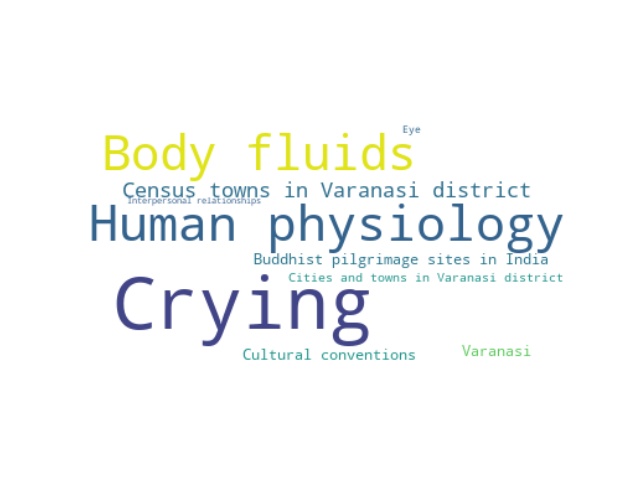 Eye
Body fluids
Census towns in Varanasi district
Interpersonal relationships
Human physiology
Buddhist pilgrimage sites in India
Cities and towns in Varanasi district
Crying
Varanasi
Cultural conventions